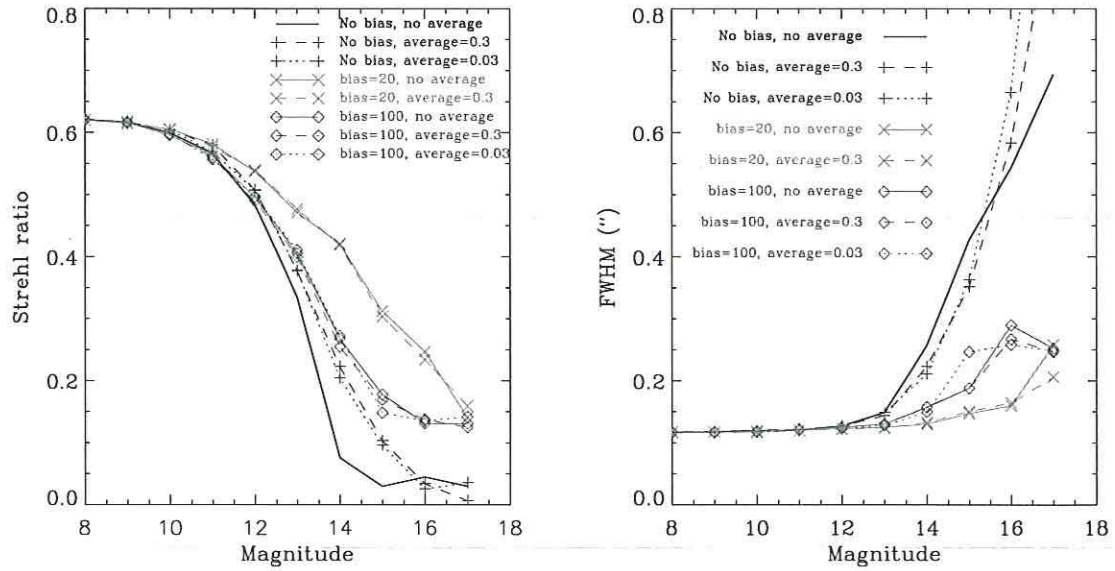 0.8
0.6
0.4
0.2
0.0
Strehl ratio
No bias, no average
No bias, average=0.3
No bias, average=0.03
bias=20, no average
bias=20, average=0.3
bias=100, no average
bias=100, average=0.3
bias=100, average=0.03
8 10 12 14 16 18
Magnitude
0.8
0.6
0.4
0.2
0.0
FWHM (")
No bias, no average
No bias, average=0.3
No bias, average=0.03
bias=20, no average
bias=20, average=0.3
bias=100, no average
bias=100, average=0.3
bias=100, average=0.03
8 10 12 14 16 18
Magnitude